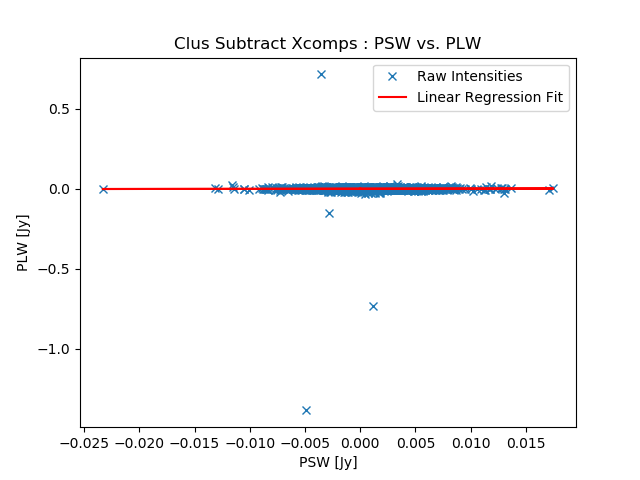 Clus Subtract Xcomps : PSW vs. PLW
Raw Intensities
Linear Regression Fit
0.5
0.0
−0.5
−1.0
PLW [Jy]
−0.025 −0.020 −0.015 −0.010 −0.005 0.000 0.005 0.010 0.015
PSW [Jy]